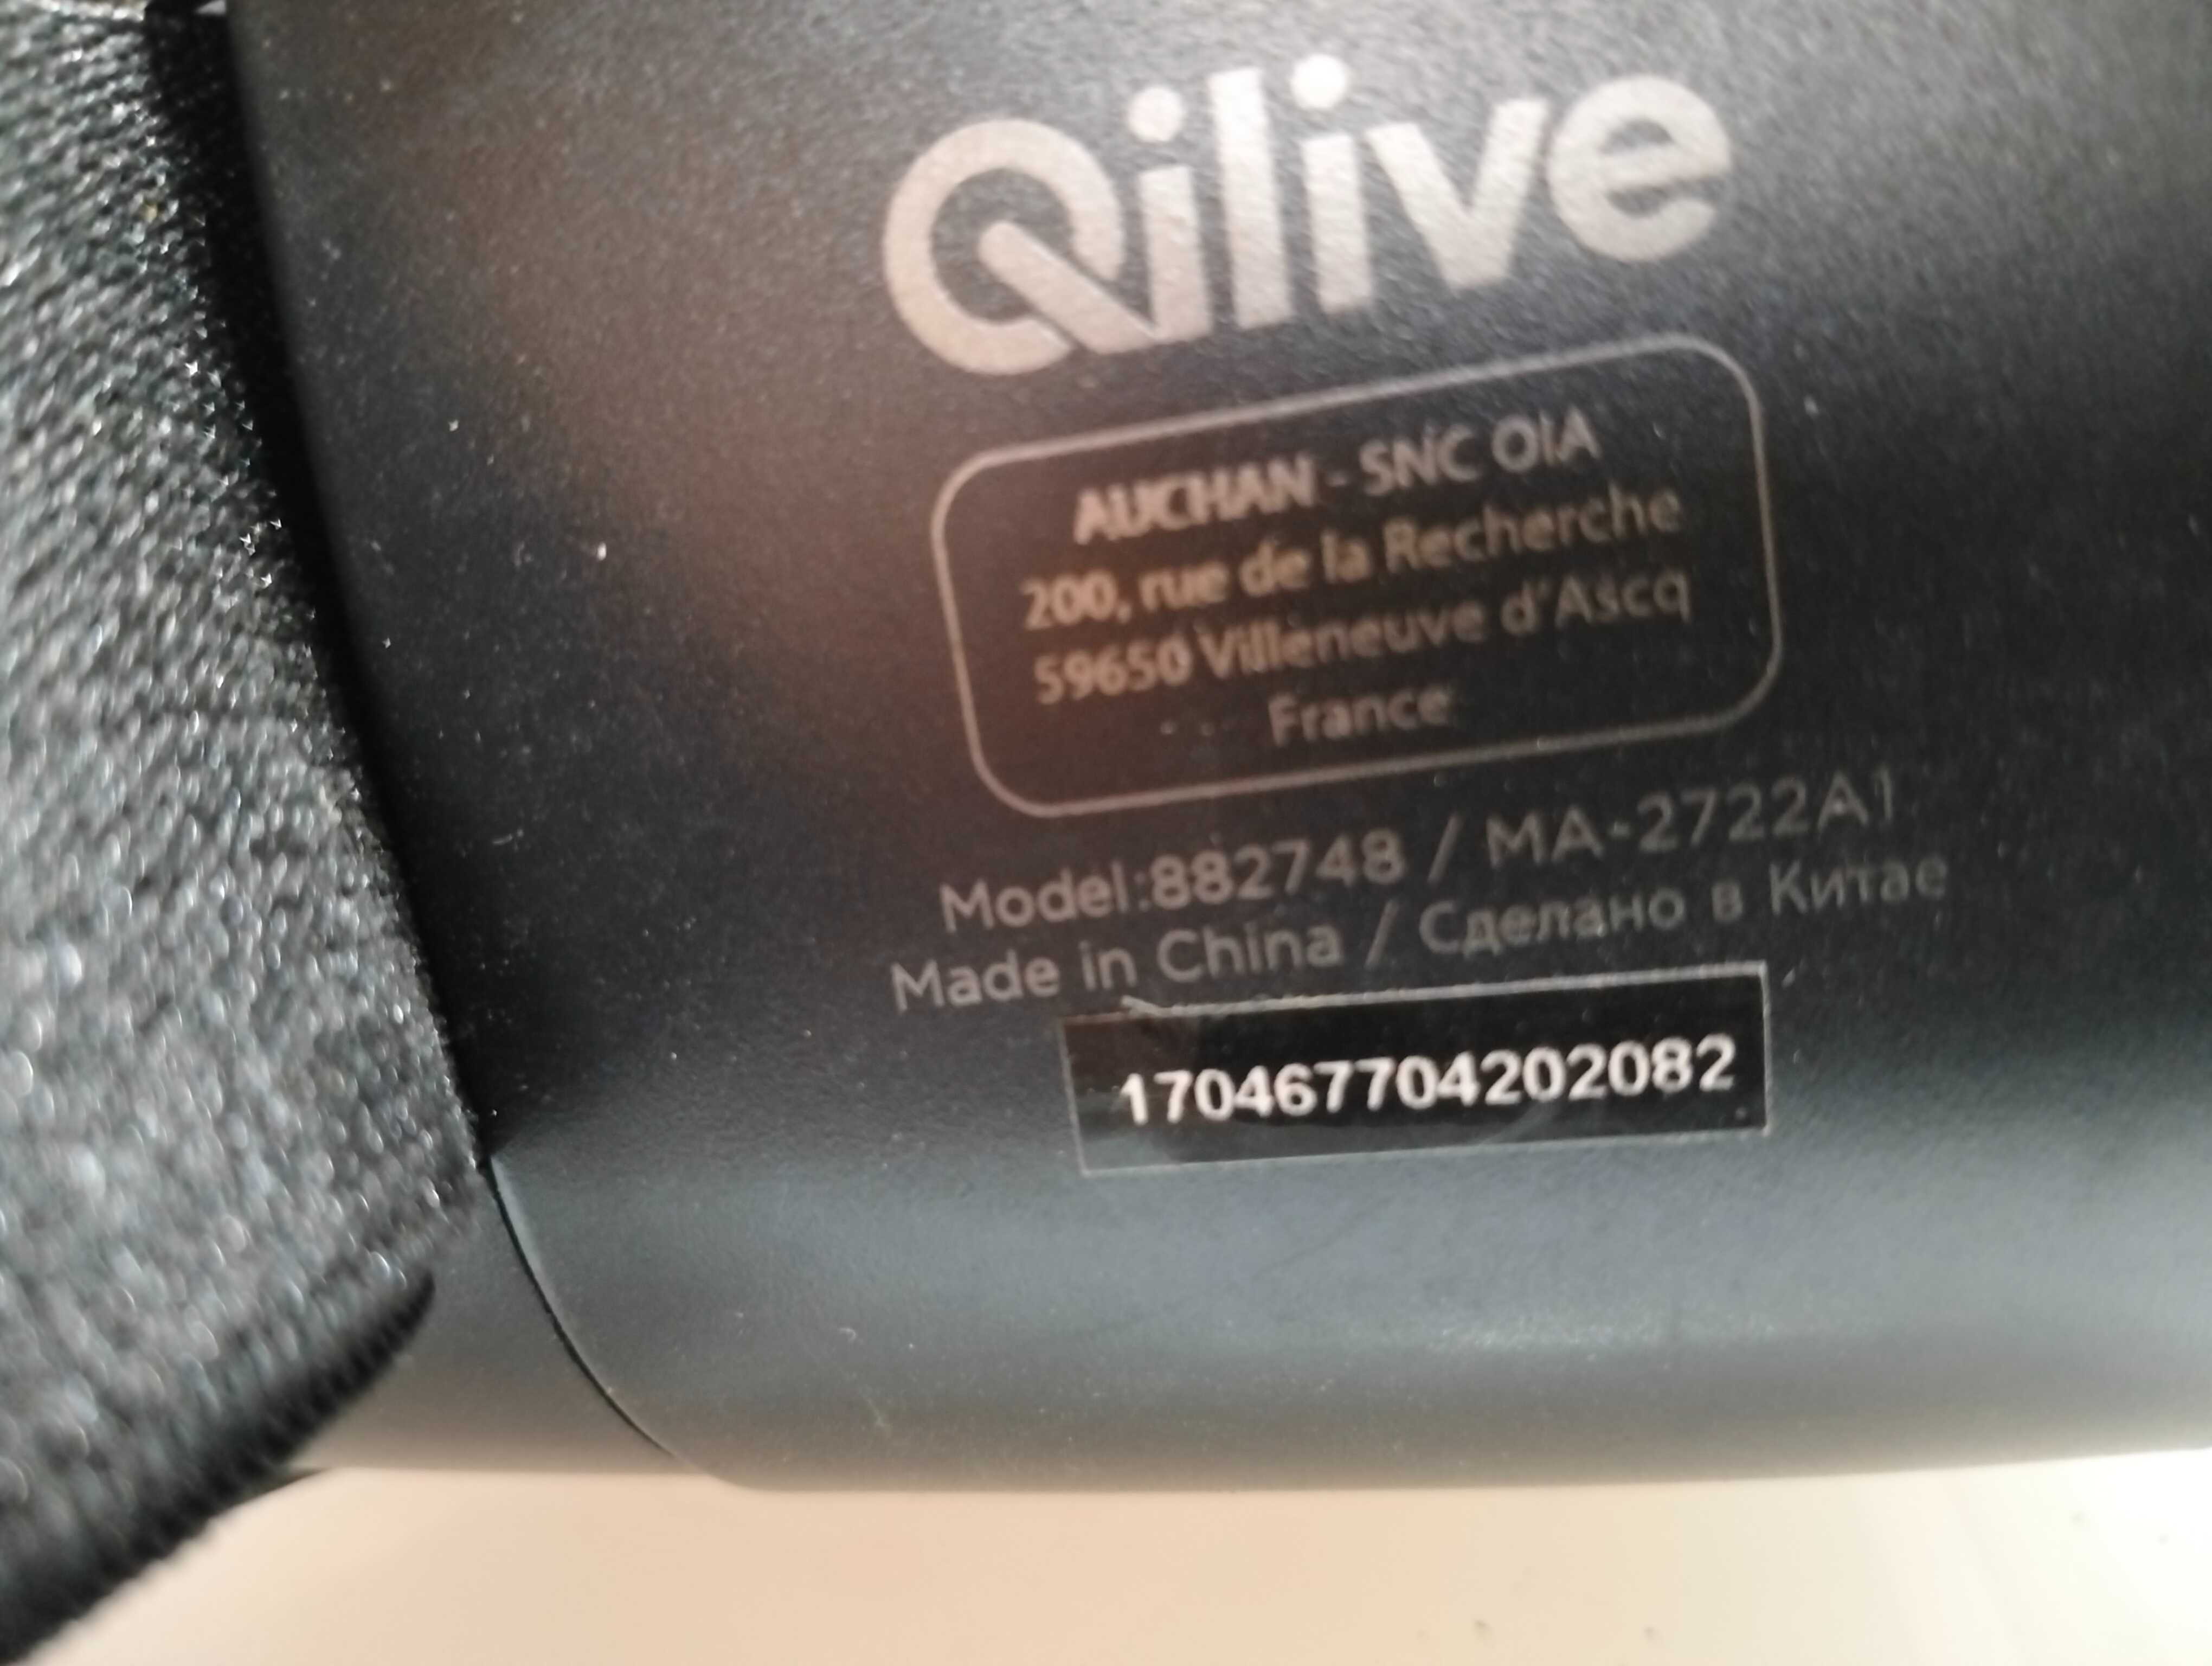 Qilive
AUCHAN - SNC OIA
200, rue de la Recherche
59650 Villeneuve d'Ascq
France
Model:882748 / MA-2722A1
Made in China / Сделано в Китае
170467704202082